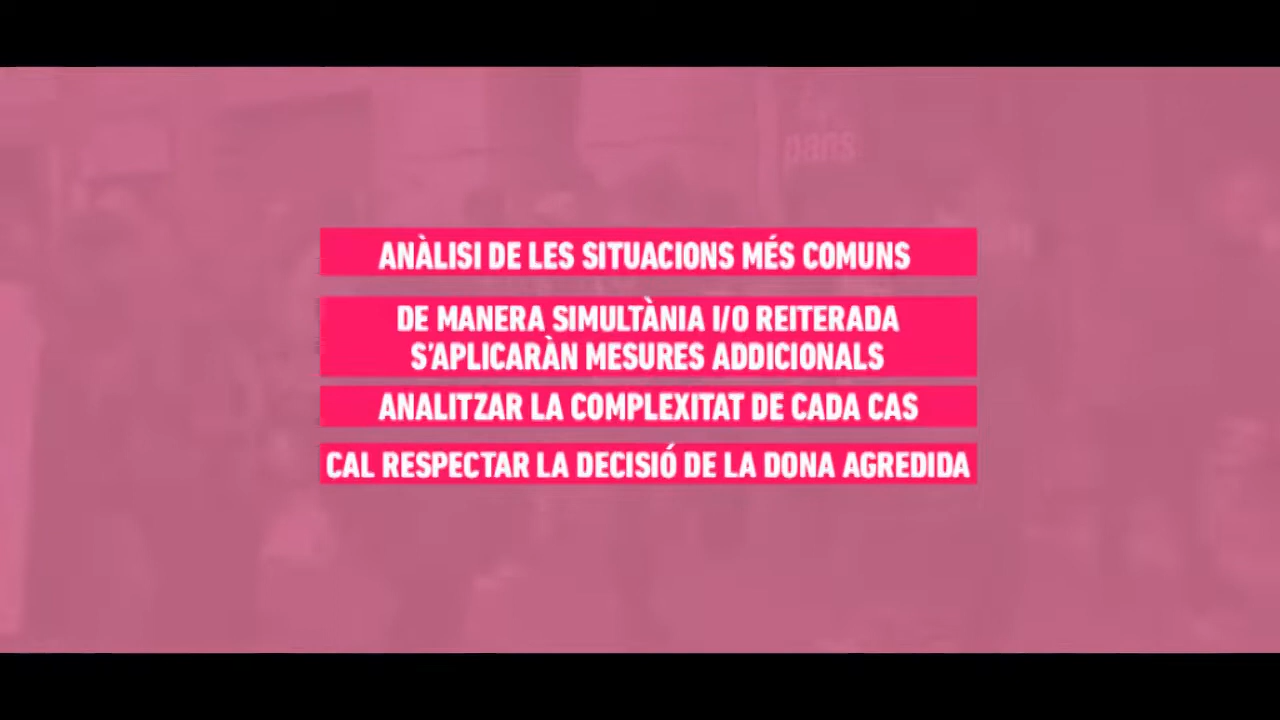 pans
ANÀLISI DE LES SITUACIONS MÉS COMUNS
DE MANERA SIMULTÀNIA I/O REITERADA
S'APLICARÀN MESURES ADDICIONALS
ANALITZAR LA COMPLEXITAT DE CADA CAS
CAL RESPECTAR LA DECISIÓ DE LA DONA AGREDIDA